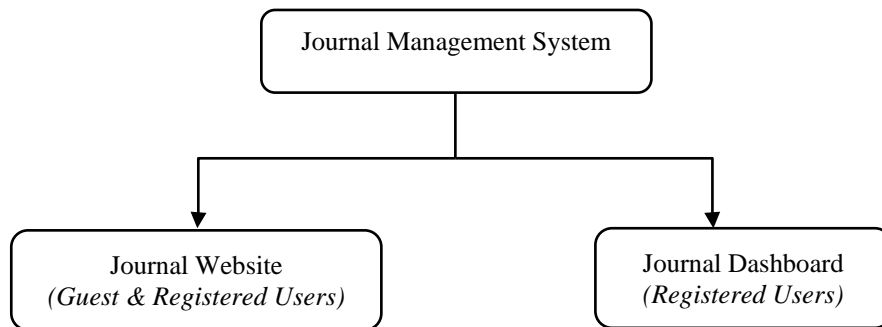 Journal Management System
Journal Website
(Guest & Registered Users)
Journal Dashboard
(Registered Users)